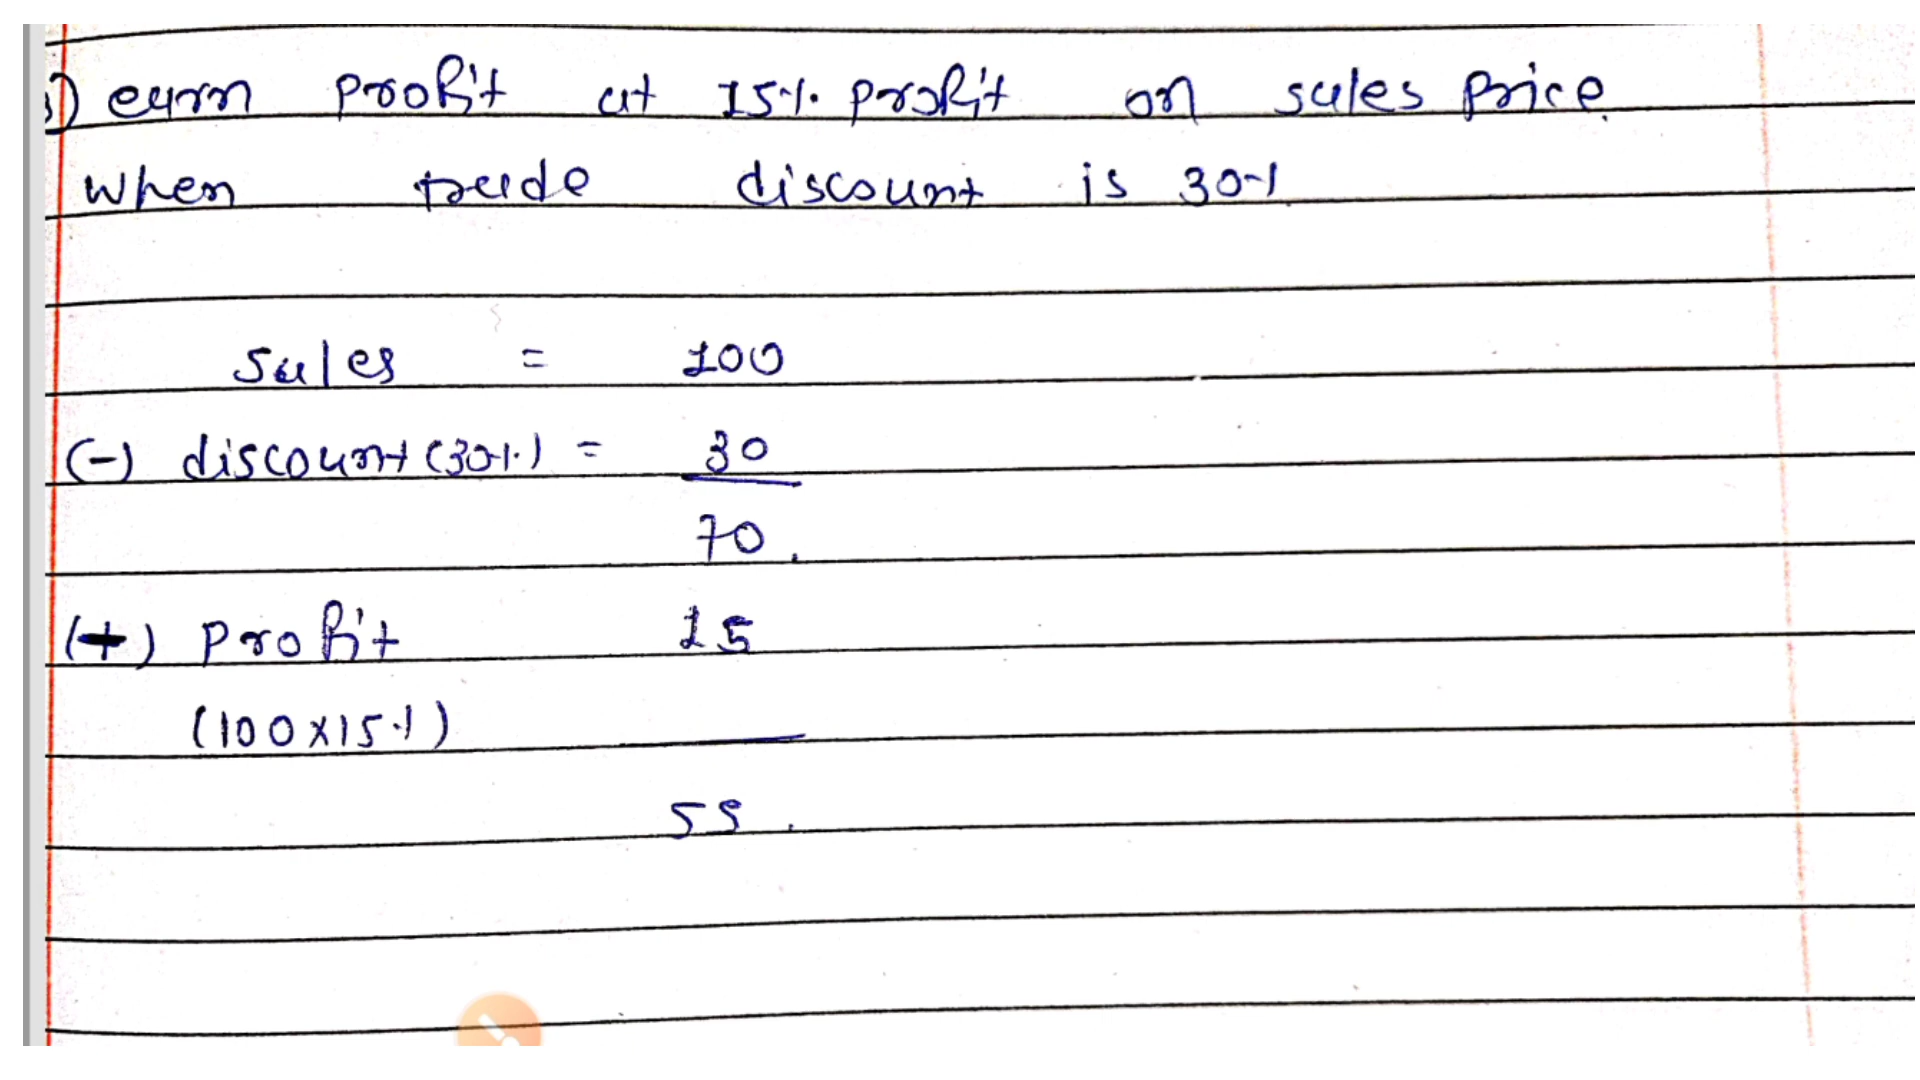 3) earn profit at 15% profit on sales price.
when trade discount is 30%
sales = 100
(-) discount (30%) = 30
70.
(+) profit 15
(100x15%)
55.